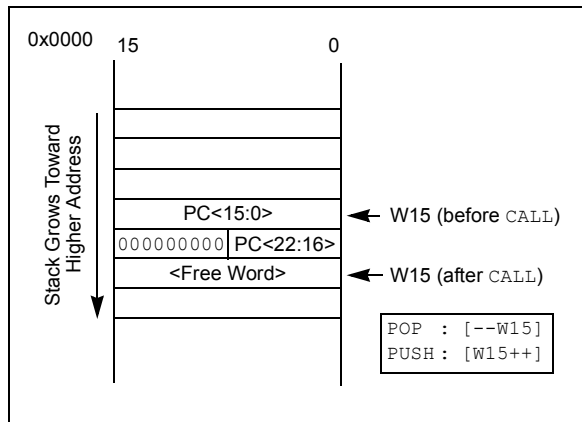 0x0000
15 0
Stack Grows Toward
Higher Address
PC<15:0>
W15 (before CALL)
000000000 PC<22:16>
<Free Word>
W15 (after CALL)
POP : [--W15]
PUSH : [W15++]